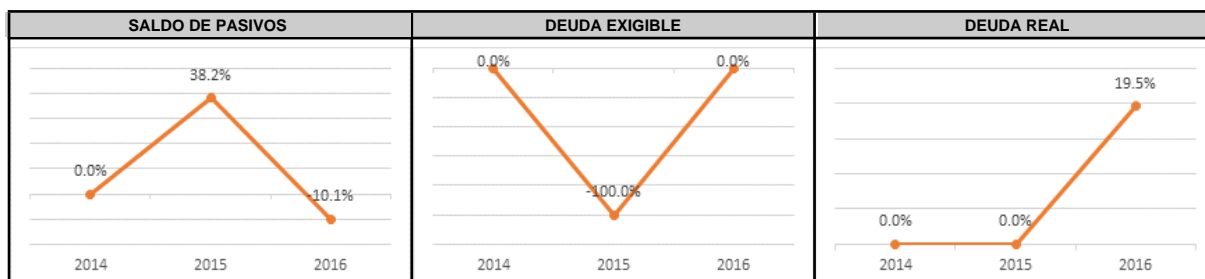 SALDO DE PASIVOS
38.2%
0.0%
-10.1%
2014 2015 2016
DEUDA EXIGIBLE
0.0% 0.0%
-100.0%
2014 2015 2016
DEUDA REAL
19.5%
0.0% 0.0%
2014 2015 2016